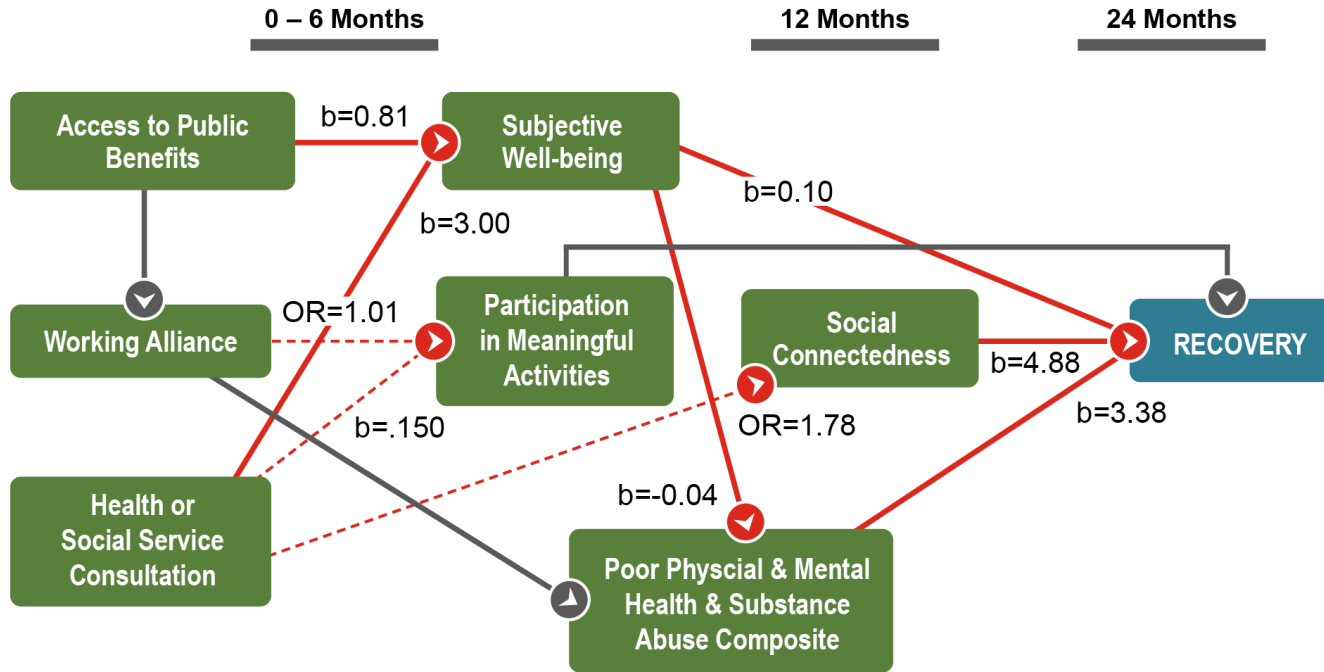 0 – 6 Months
12 Months
24 Months
Access to Public
Benefits
b=0.81
Subjective
Well-being
b=0.10
b=3.00
Working Alliance
OR=1.01
Participation
in Meaningful
Activities
Social
Connectedness
b=4.88
RECOVERY
b=.150
OR=1.78
b=3.38
Health or
Social Service
Consultation
b=-0.04
Poor Physcial & Mental
Health & Substance
Abuse Composite